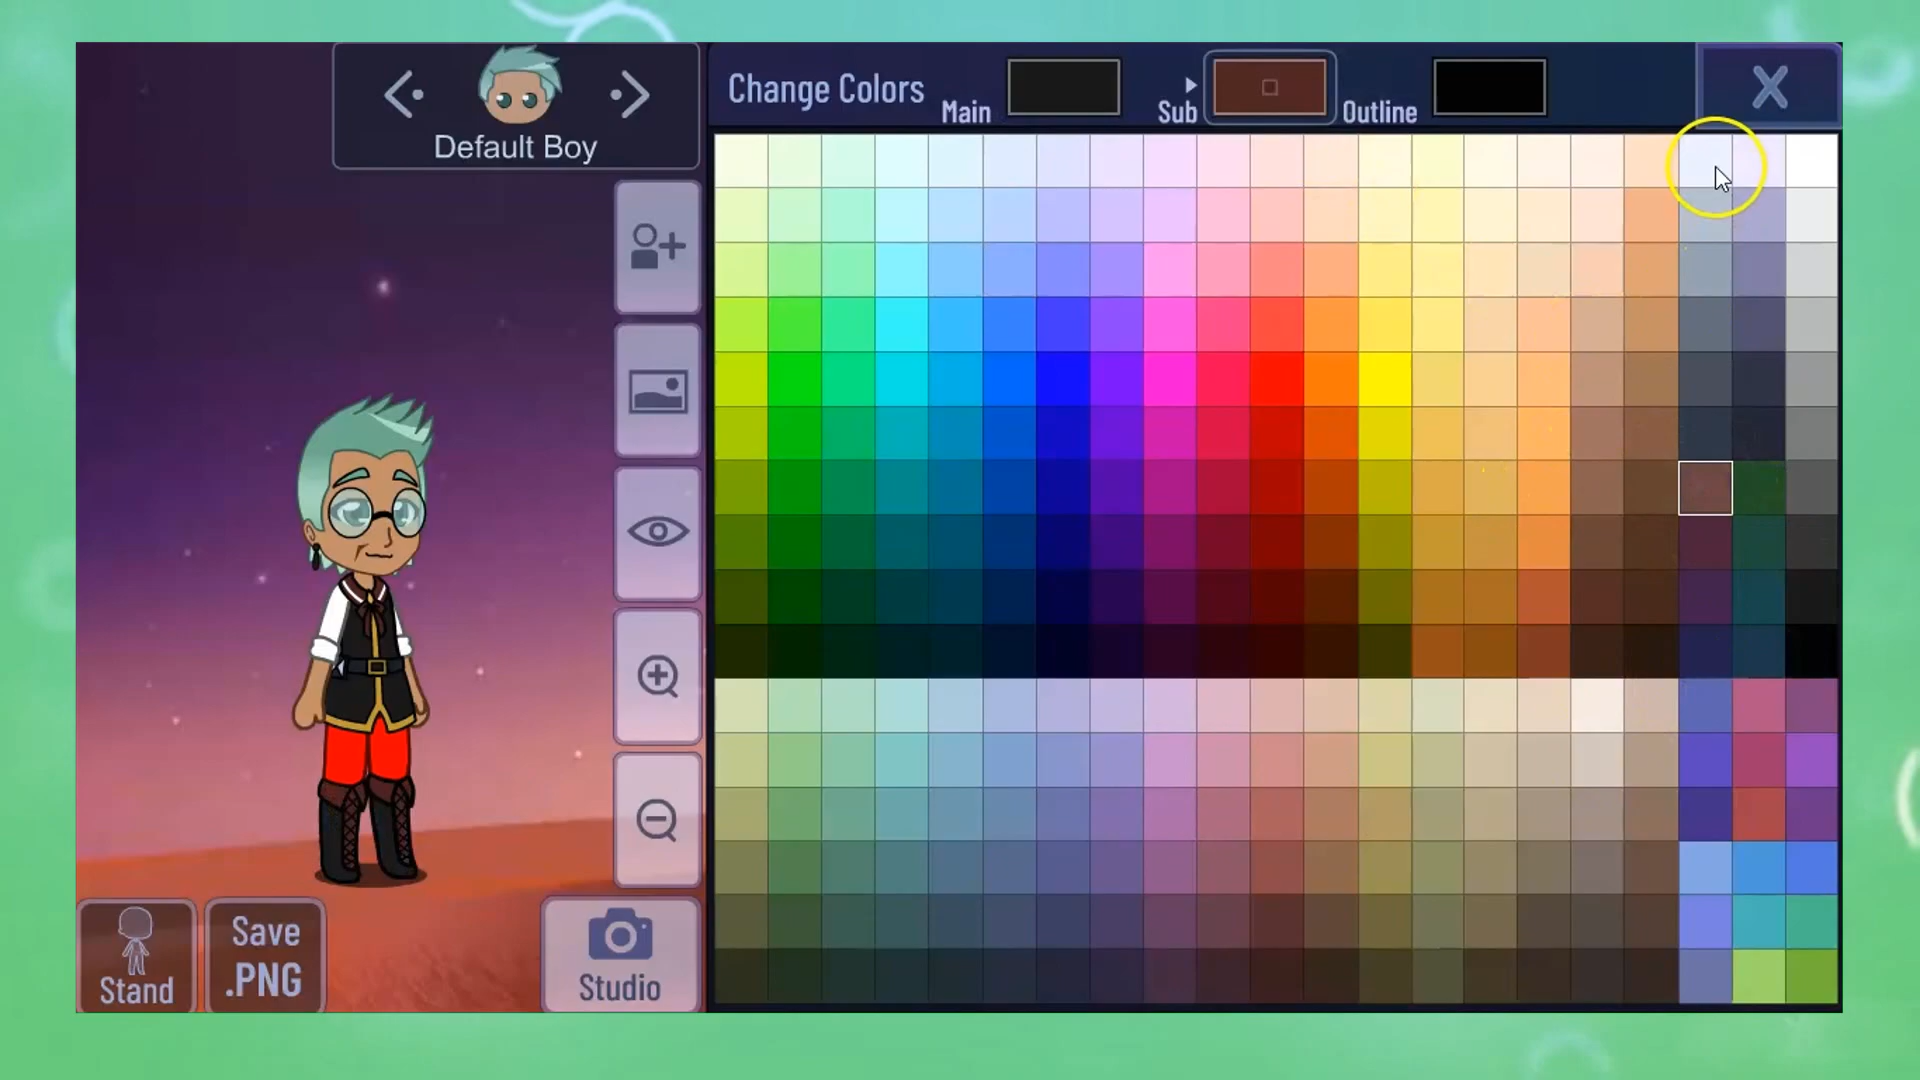 Default Boy
Change Colors
Main
Sub
Outline
X
Stand
Save
.PNG
Studio